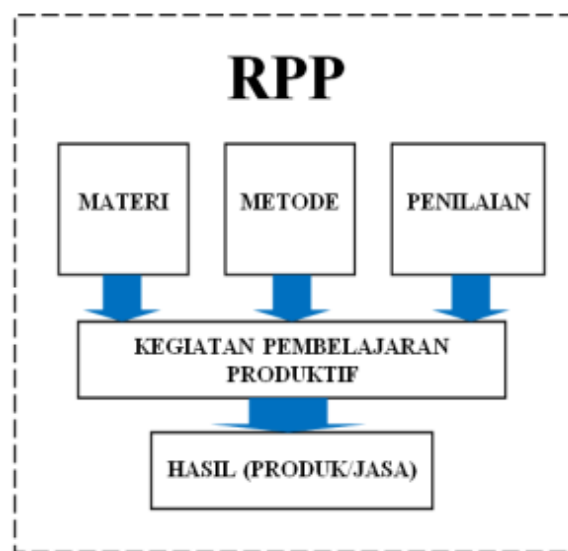 RPP
MATERI
METODE
PENILAIAN
KEGIATAN PEMBELAJARAN
PRODUKTIF
HASIL (PRODUK/JASA)